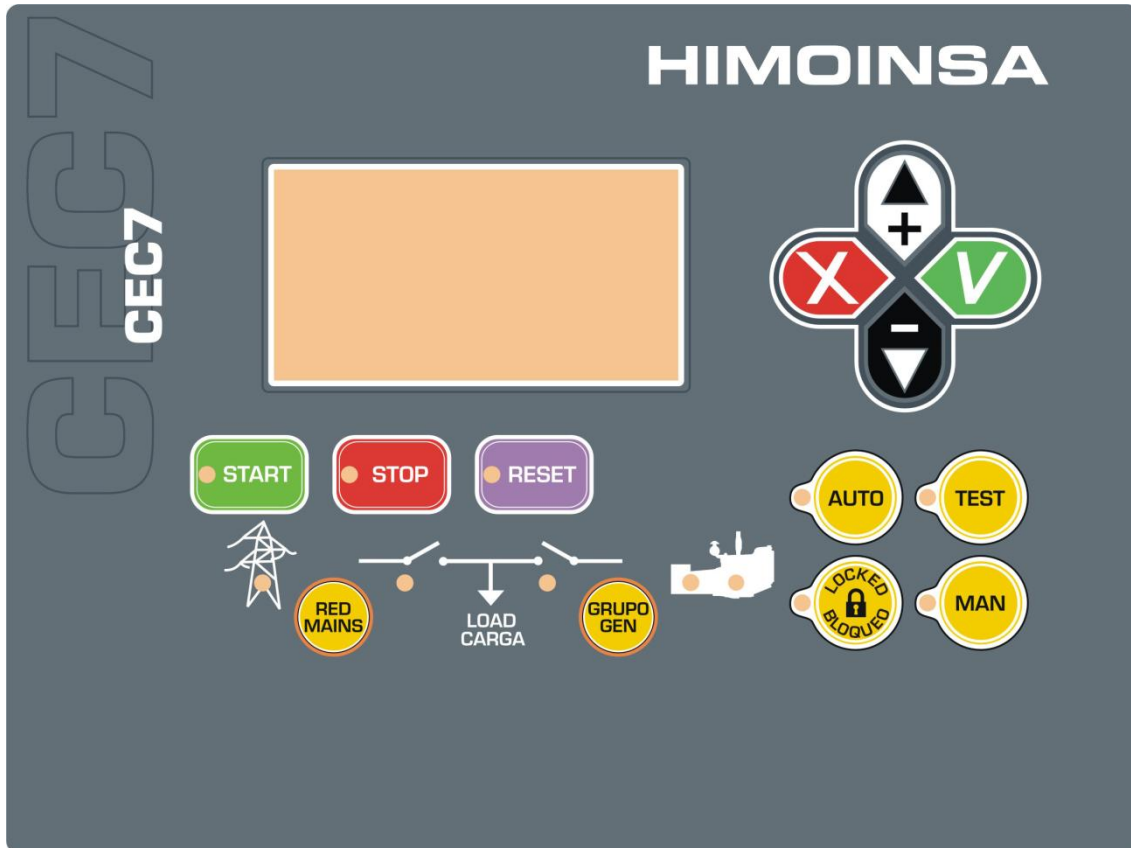 HIMOINSA
CEC7
CEC7
+
X
V
-
START
STOP
RESET
AUTO
TEST
RED
MAINS
LOAD
CARGA
GRUPO
GEN
LOCKED
BLOQUEO
MAN